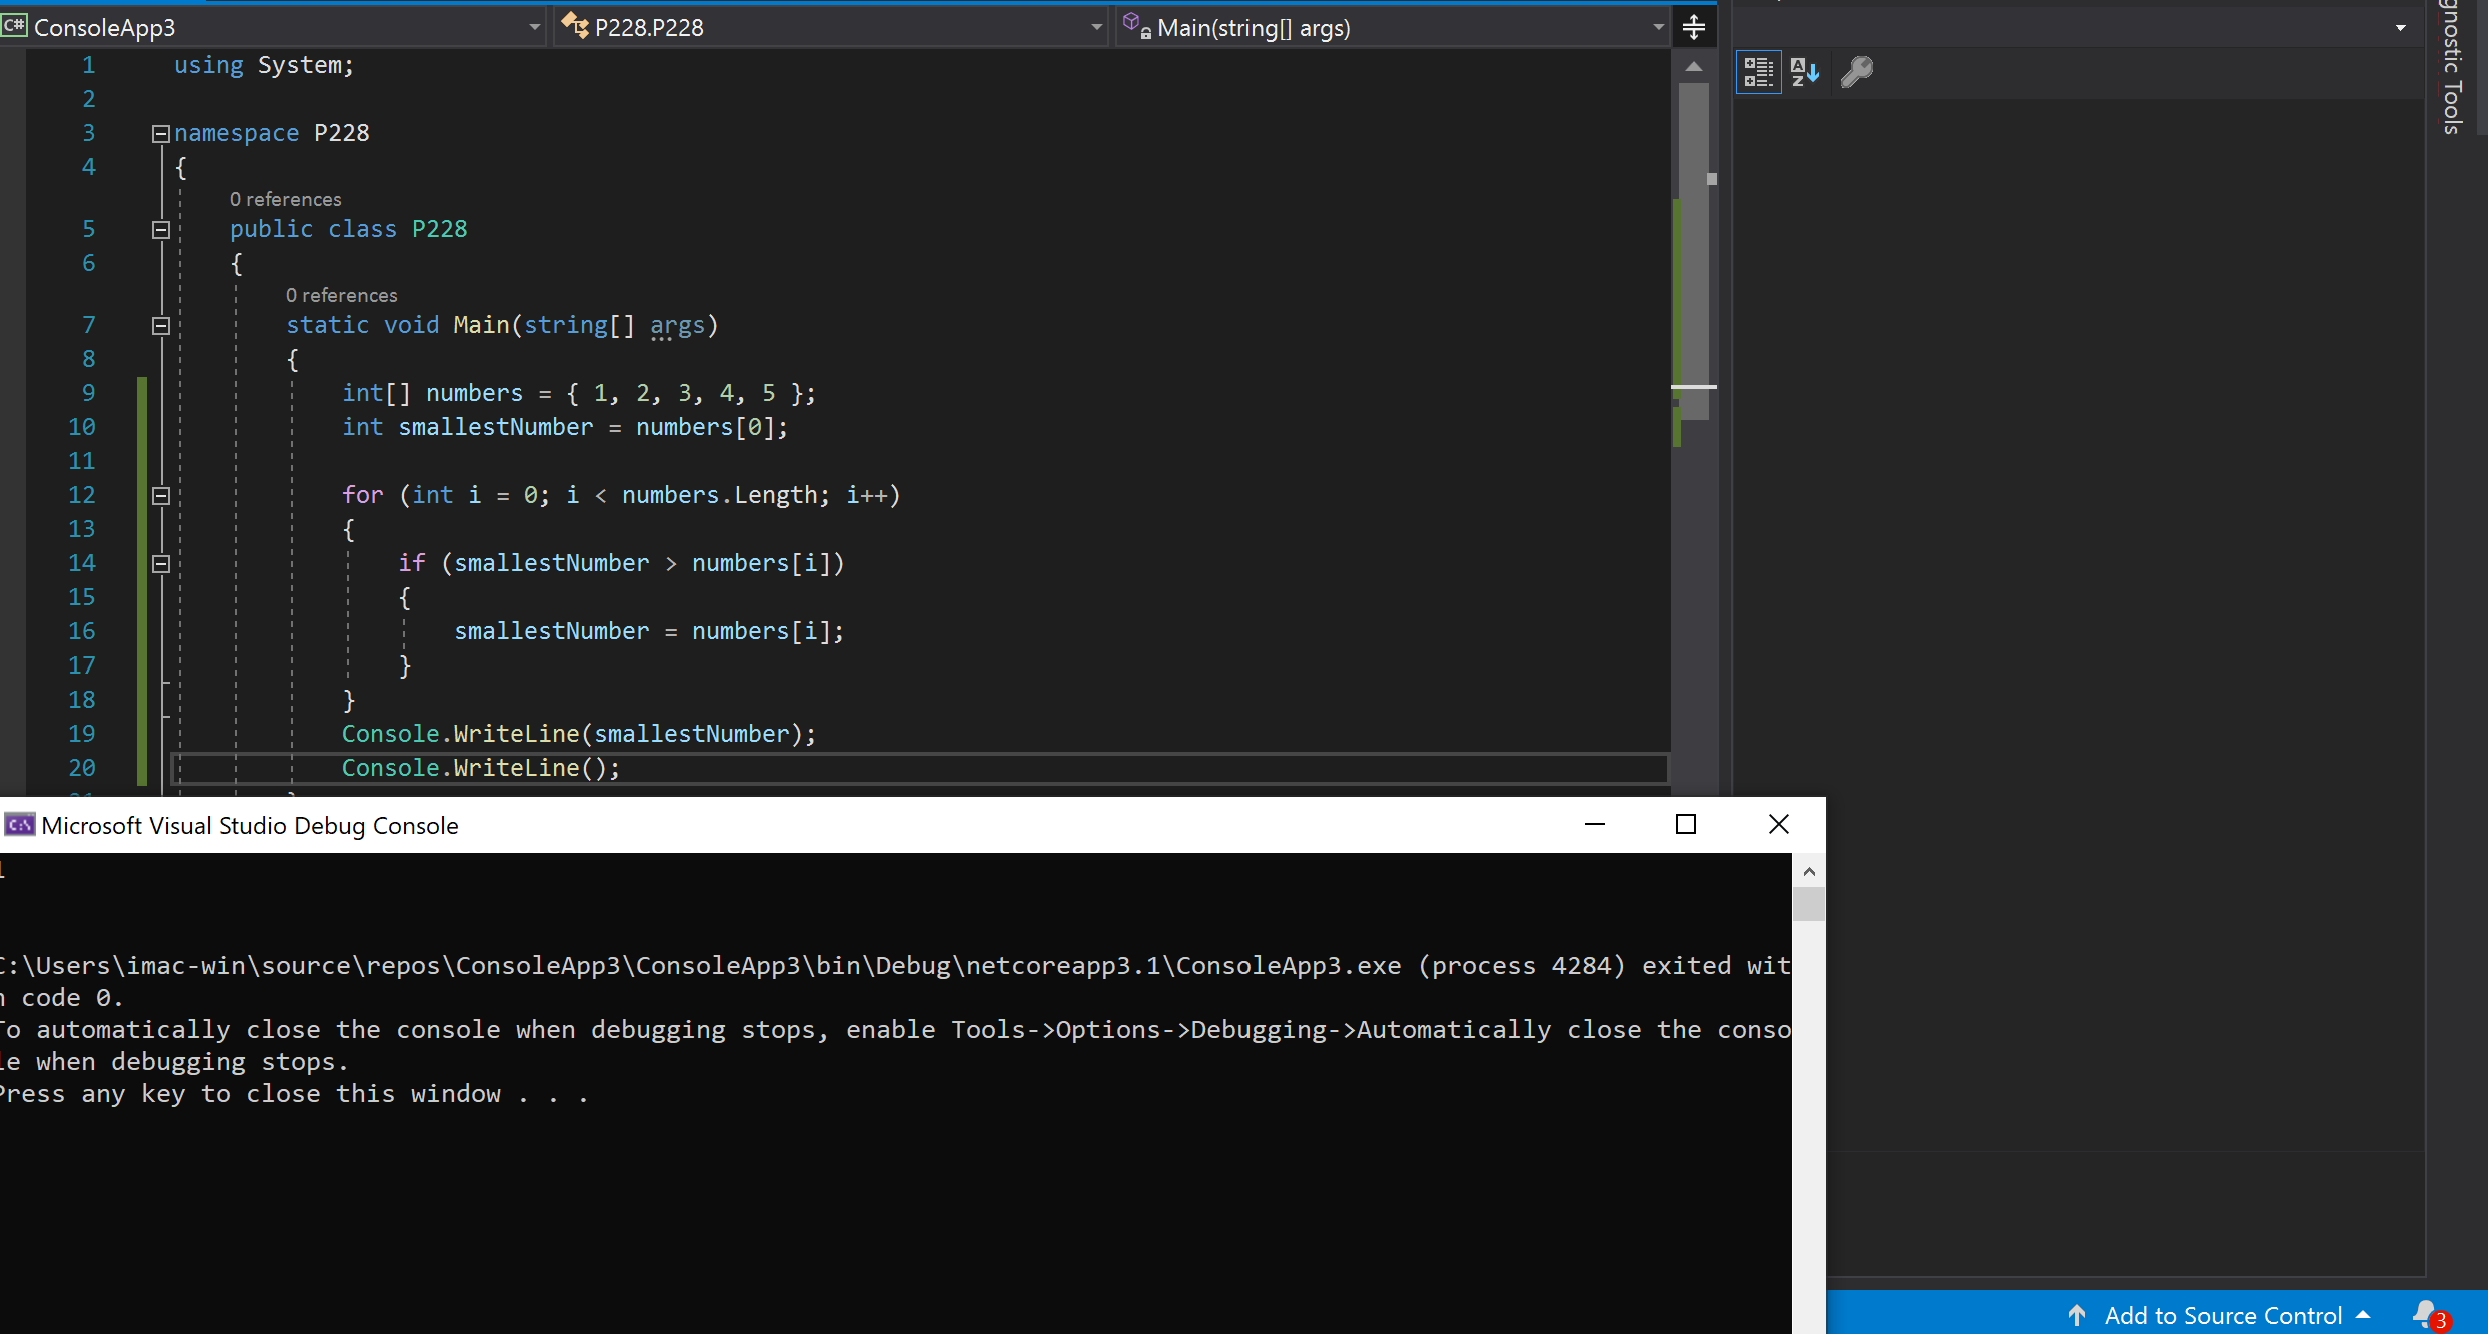 C# ConsoleApp3
P228.P228
Main(string[] args)
1 using System;
2
3 namespace P228
4 {
0 references
5 public class P228
6 {
0 references
7 static void Main(string[] args)
8 {
9 int[] numbers = { 1, 2, 3, 4, 5 };
10 int smallestNumber = numbers[0];
11
12 for (int i = 0; i < numbers.Length; i++)
13 {
14 if (smallestNumber > numbers[i])
15 {
16 smallestNumber = numbers[i];
17 }
18 }
19 Console.WriteLine(smallestNumber);
20 Console.WriteLine();
gnostic Tools
C:\ Microsoft Visual Studio Debug Console
1
C:\Users\imac-win\source\repos\ConsoleApp3\ConsoleApp3\bin\Debug\netcoreapp3.1\ConsoleApp3.exe (process 4284) exited wit
h code 0.
To automatically close the console when debugging stops, enable Tools->Options->Debugging->Automatically close the conso
le when debugging stops.
Press any key to close this window . . .
Add to Source Control
3